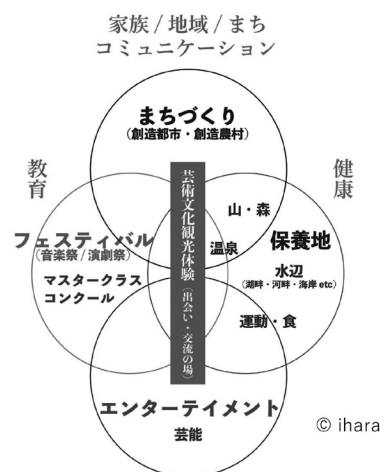 家族 / 地域 / まち
コミュニケーション
まちづくり
(創造都市・創造農村)
教育
健康
芸術文化観光体験(出会い・交流の場)
山・森
温泉
保養地
水辺
(湖畔・河畔・海岸 etc)
運動・食
フェスティバル
(音楽祭 / 演劇祭)
マスタークラス
コンクール
エンターテイメント
芸能
© ihara